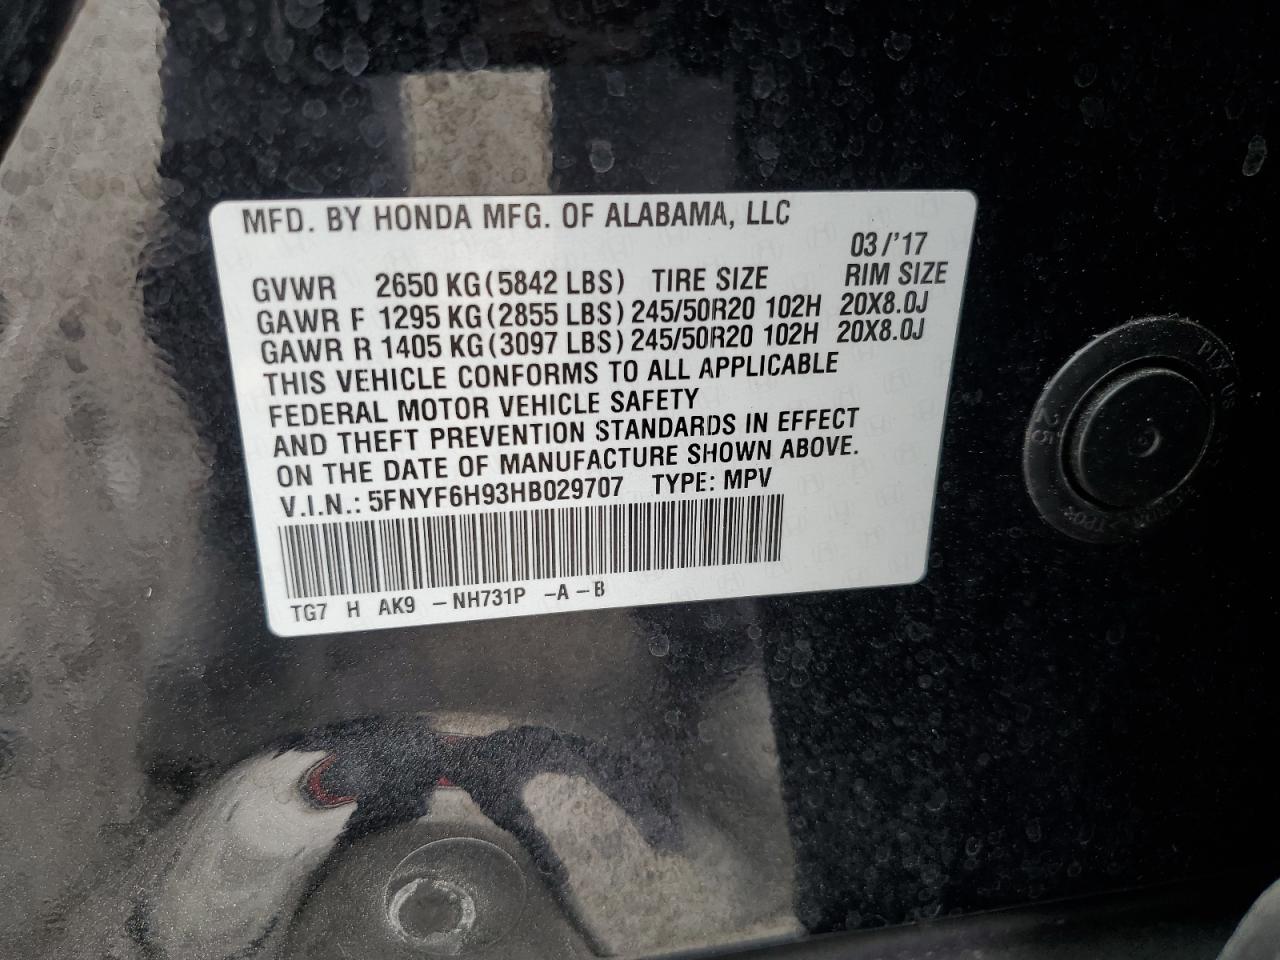 MFD. BY HONDA MFG. OF ALABAMA, LLC
03/'17
GVWR 2650 KG(5842 LBS) TIRE SIZE RIM SIZE
GAWR F 1295 KG(2855 LBS) 245/50R20 102H 20X8.0J
GAWR R 1405 KG(3097 LBS) 245/50R20 102H 20X8.0J
THIS VEHICLE CONFORMS TO ALL APPLICABLE
FEDERAL MOTOR VEHICLE SAFETY
AND THEFT PREVENTION STANDARDS IN EFFECT
ON THE DATE OF MANUFACTURE SHOWN ABOVE.
V.I.N.: 5FNYF6H93HB029707 TYPE: MPV
TG7 H AK9 -NH731P -A-B
25